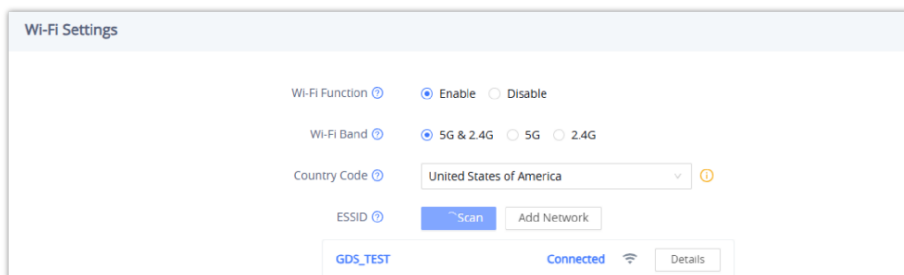 Wi-Fi Settings
Wi-Fi Function Enable Disable
Wi-Fi Band 5G & 2.4G 5G 2.4G
Country Code United States of America
ESSID Scan Add Network
GDS_TEST Connected Details